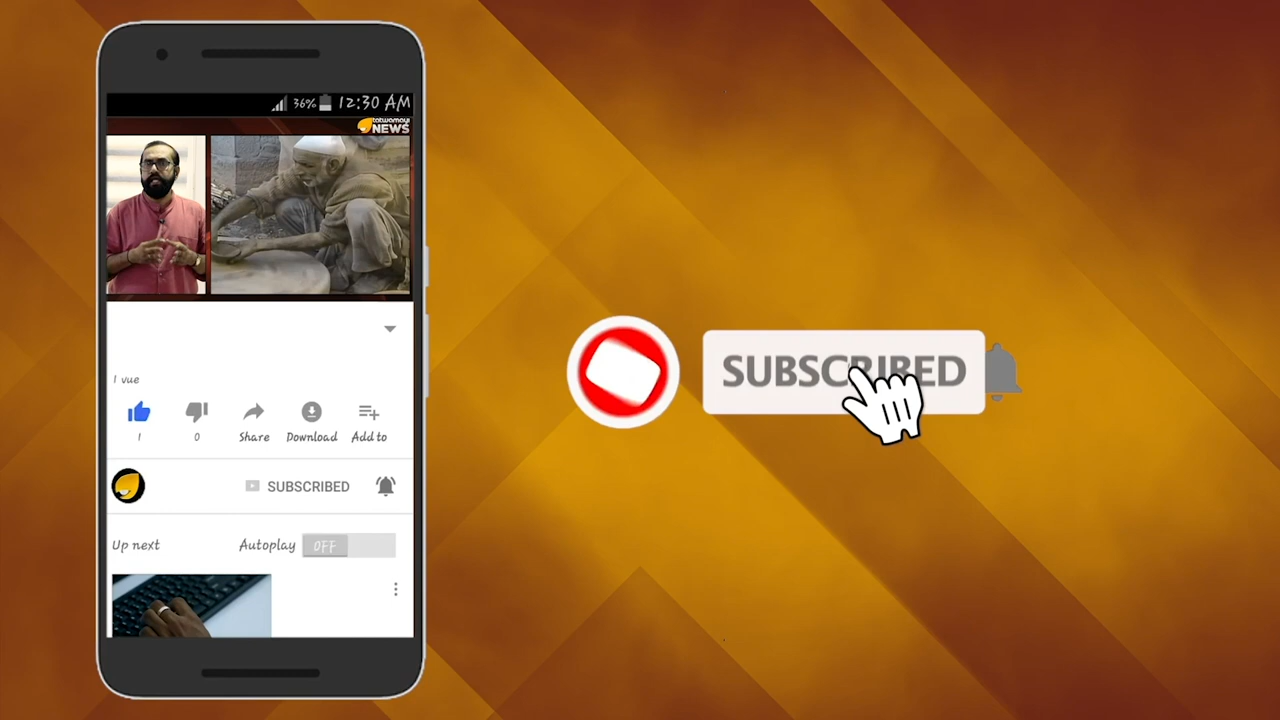 36% 12:30 AM
tatwamayi
NEWS
1 vue
1
0
Share
Download
Add to
SUBSCRIBED
Up next
Autoplay
OFF
SUBSCRIBED